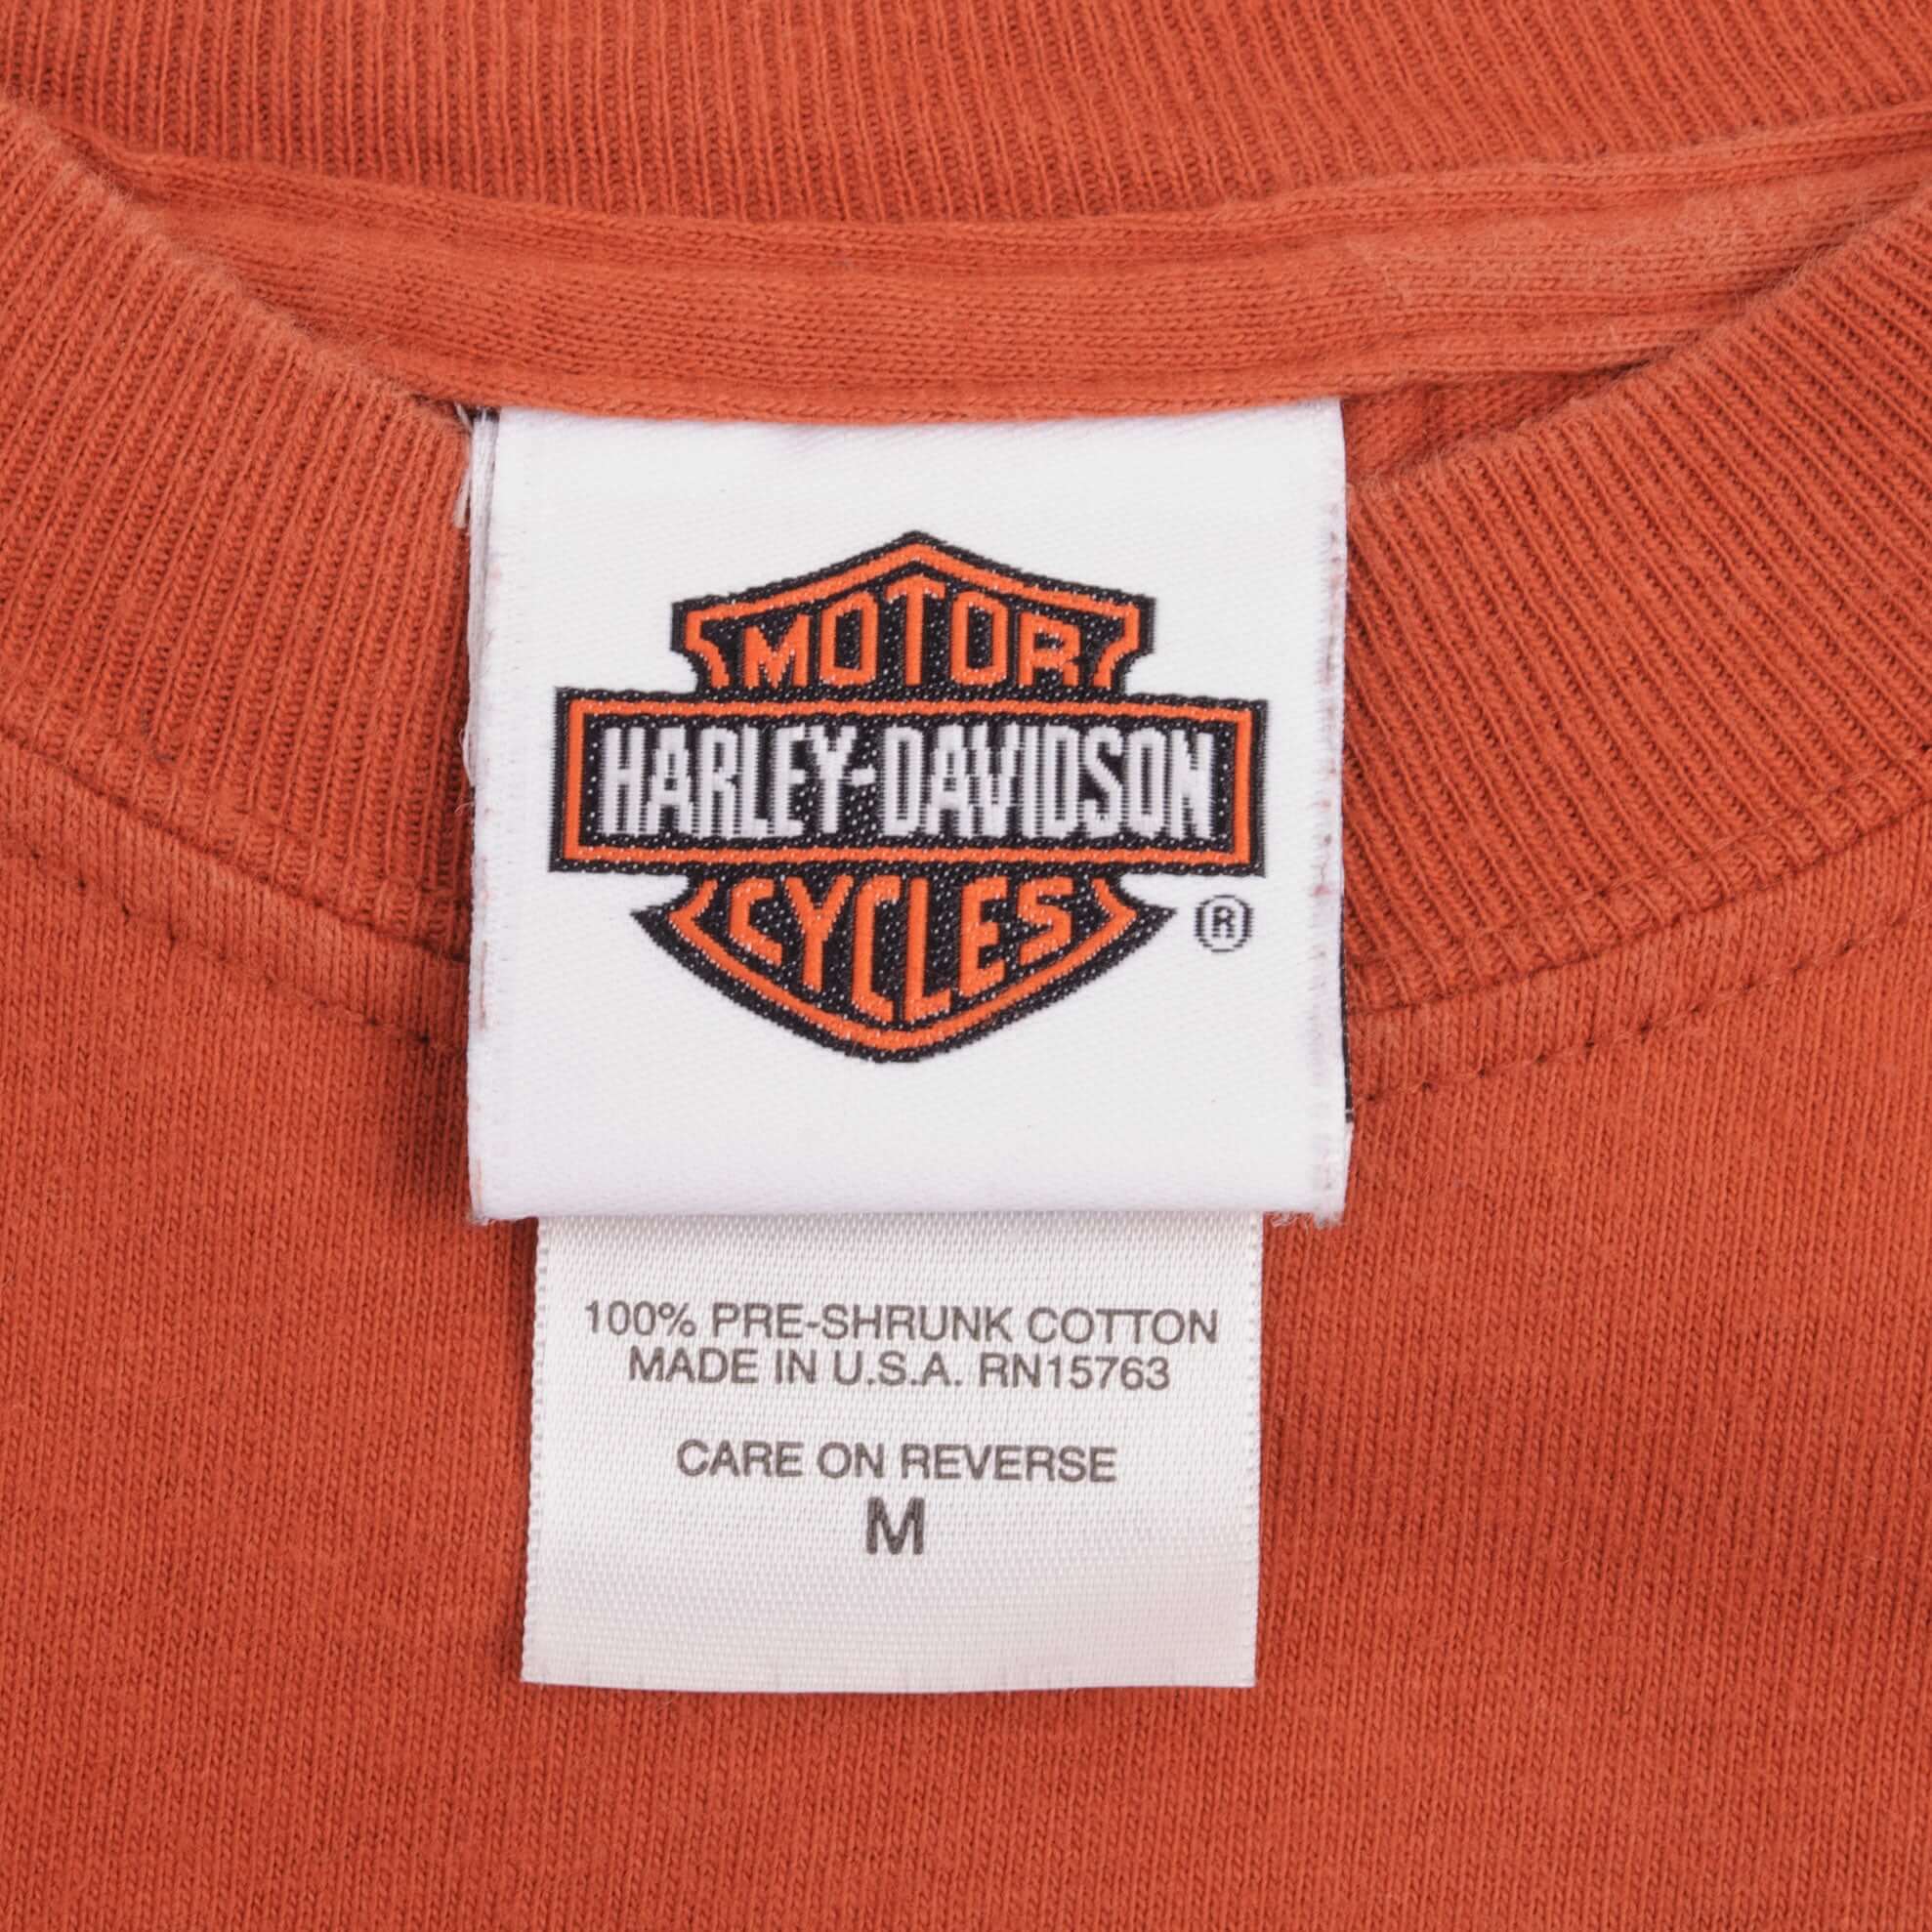 MOTOR
HARLEY-DAVIDSON
CYCLES
®
100% PRE-SHRUNK COTTON
MADE IN U.S.A. RN15763
CARE ON REVERSE
M